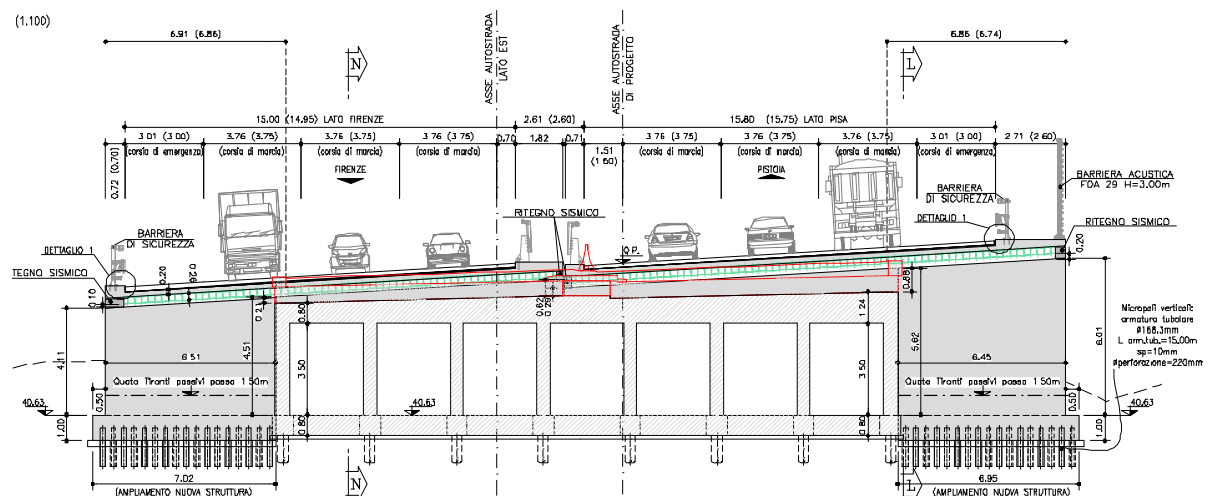 (1.100)
6.91 (6.86)
6.86 (6.74)
N
L
ASSE AUTOSTRADA
LATO EST
ASSE AUTOSTRADA
DI PROGETTO
15.00 (14.95) LATO FIRENZE
2.61 (2.60)
15.80 (15.75) LATO PISA
3.01 (3.00)
3.76 (3.75)
3.76 (3.75)
3.76 (3.75)
0.70
1.82
0.71
3.76 (3.75)
3.76 (3.75)
3.76 (3.75)
3.01 (3.00)
2.71 (2.60)
(corsia di emergenza)
(corsia di marcia)
(corsia di marcia)
(corsia di marcia)
(corsia di marcia)
(corsia di marcia)
(corsia di marcia)
(corsia di emergenza)
0.72 (0.70)
1.51
(1.50)
FIRENZE
PISTOIA
BARRIERA ACUSTICA
FOA 29 H=3.00m
BARRIERA
DI SICUREZZA
RITEGNO SISMICO
DETTAGLIO 1
RITEGNO SISMICO
BARRIERA
DI SICUREZZA
DETTAGLIO 1
TEGNO SISMICO
0.20
0.20
0.10
0.80
0.62
0.29
0.88
1.24
4.11
4.51
3.50
3.50
5.62
6.01
6.51
6.45
Quota Tiranti passivi passo 1.50m
Quota Tiranti passivi passo 1.50m
Micropali verticali:
armatura tubolare
ø168.3mm
L arm.tub.=15.00m
sp=10mm
øperforazione=220mm
40.63
40.63
40.63
0.50
0.50
1.00
0.80
0.80
1.00
7.02
6.95
(AMPLIAMENTO NUOVA STRUTTURA)
(AMPLIAMENTO NUOVA STRUTTURA)
N
L